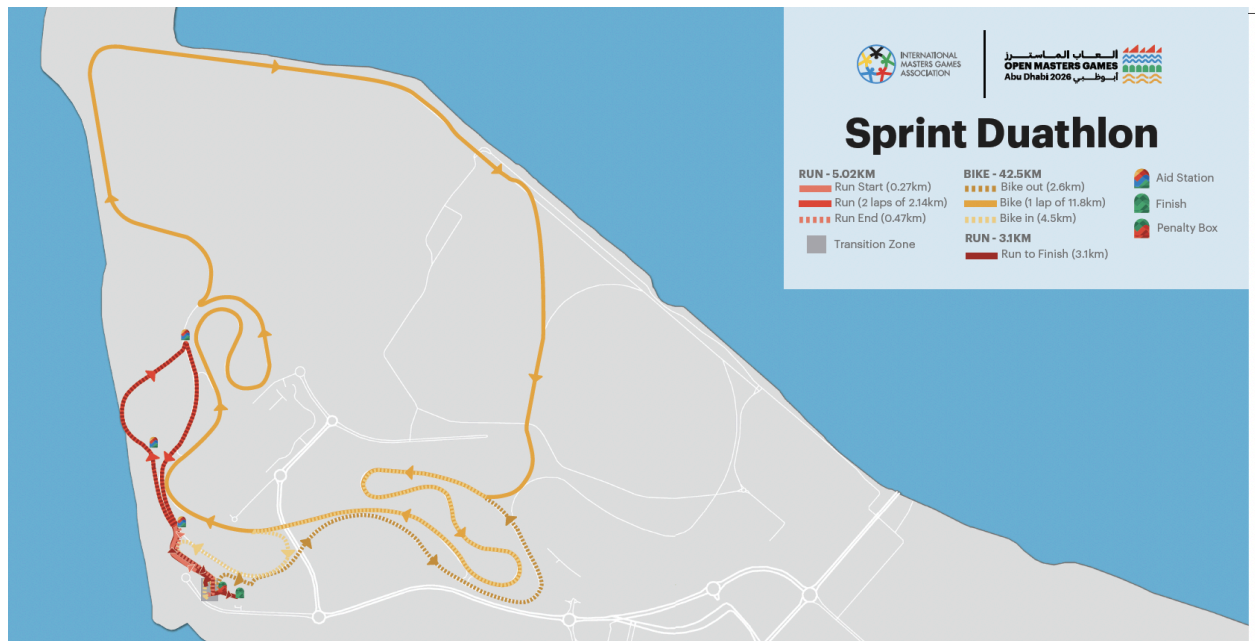 INTERNATIONAL
MASTERS GAMES
ASSOCIATION
ألعاب الماسترز
OPEN MASTERS GAMES
Abu Dhabi 2026 أبوظبي
Sprint Duathlon
RUN - 5.02KM
Run Start (0.27km)
Run (2 laps of 2.14km)
Run End (0.47km)
Transition Zone
BIKE - 42.5KM
Bike out (2.6km)
Bike (1 lap of 11.8km)
Bike in (4.5km)
RUN - 3.1KM
Run to Finish (3.1km)
Aid Station
Finish
Penalty Box